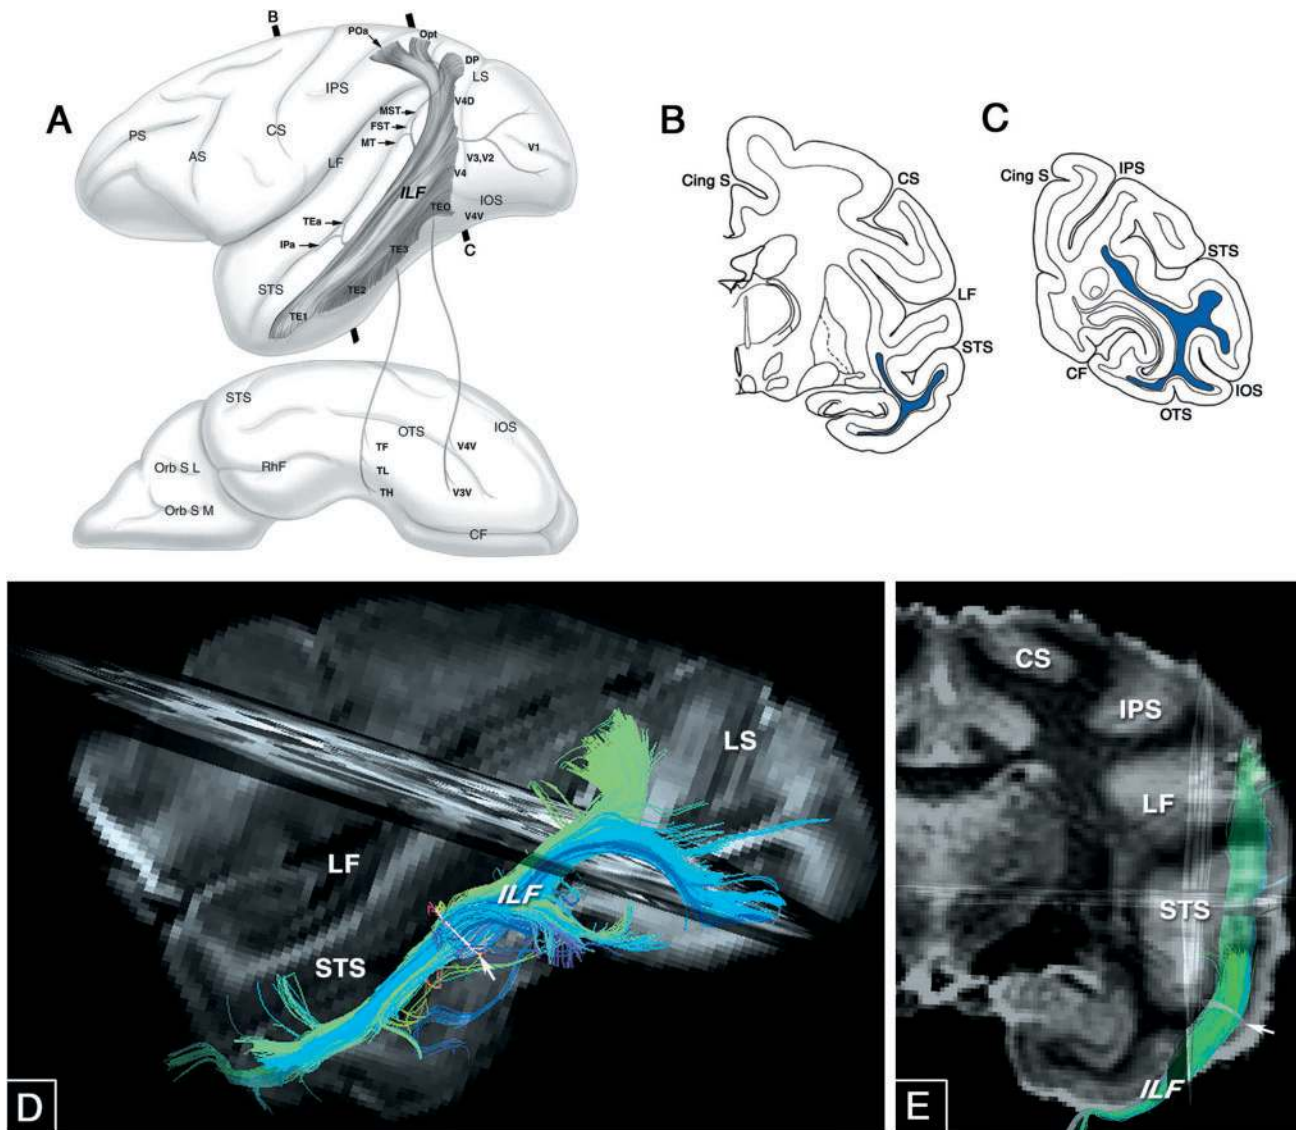 A
B
POa
Opt
DP
LS
IPS
PS
AS
CS
LF
MST
FST
MT
V4D
V3,V2
V1
V4
ILF
IOS
TEO
V4V
C
TEa
IPa
TE3
STS
TE2
TE1
STS
OTS
IOS
TF
V4V
Orb S L
RhF
TL
TH
V3V
Orb S M
CF
B
Cing S
CS
LF
STS
C
Cing S
IPS
STS
CF
OTS
IOS
LS
LF
ILF
STS
D
CS
IPS
LF
STS
ILF
E